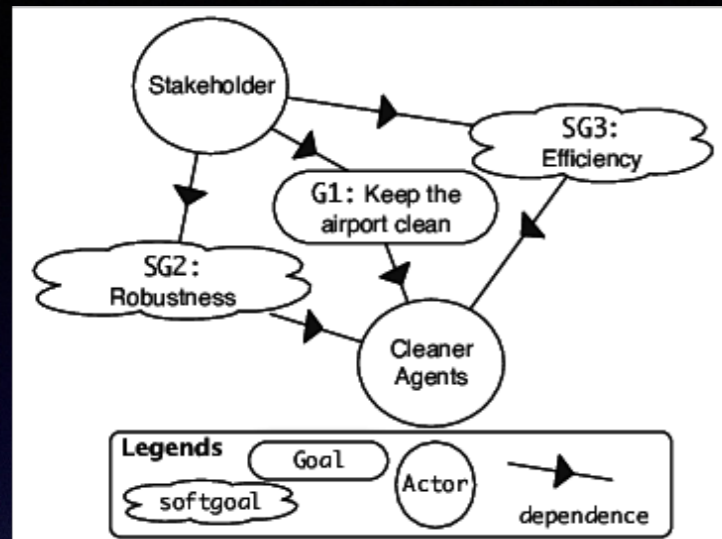 Stakeholder
SG3:
Efficiency
G1: Keep the
airport clean
SG2:
Robustness
Cleaner
Agents
Legends
Goal
softgoal
Actor
dependence